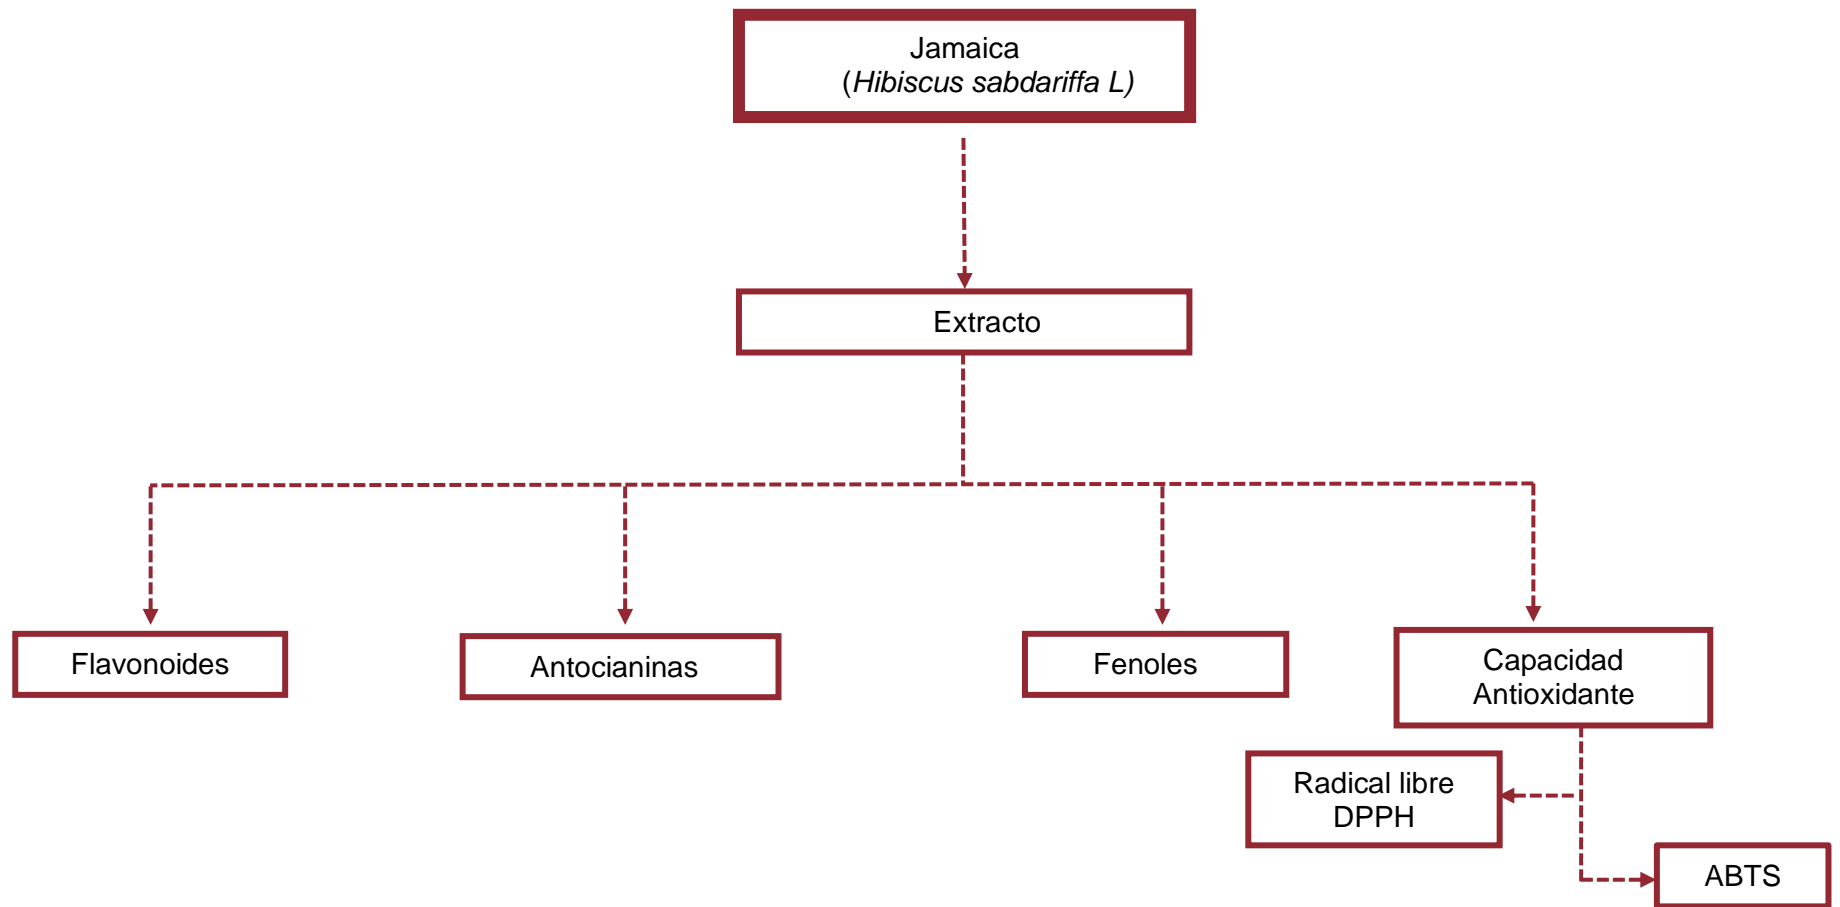 Jamaica
(Hibiscus sabdariffa L)
Extracto
Flavonoides
Antocianinas
Fenoles
Capacidad
Antioxidante
Radical libre
DPPH
ABTS